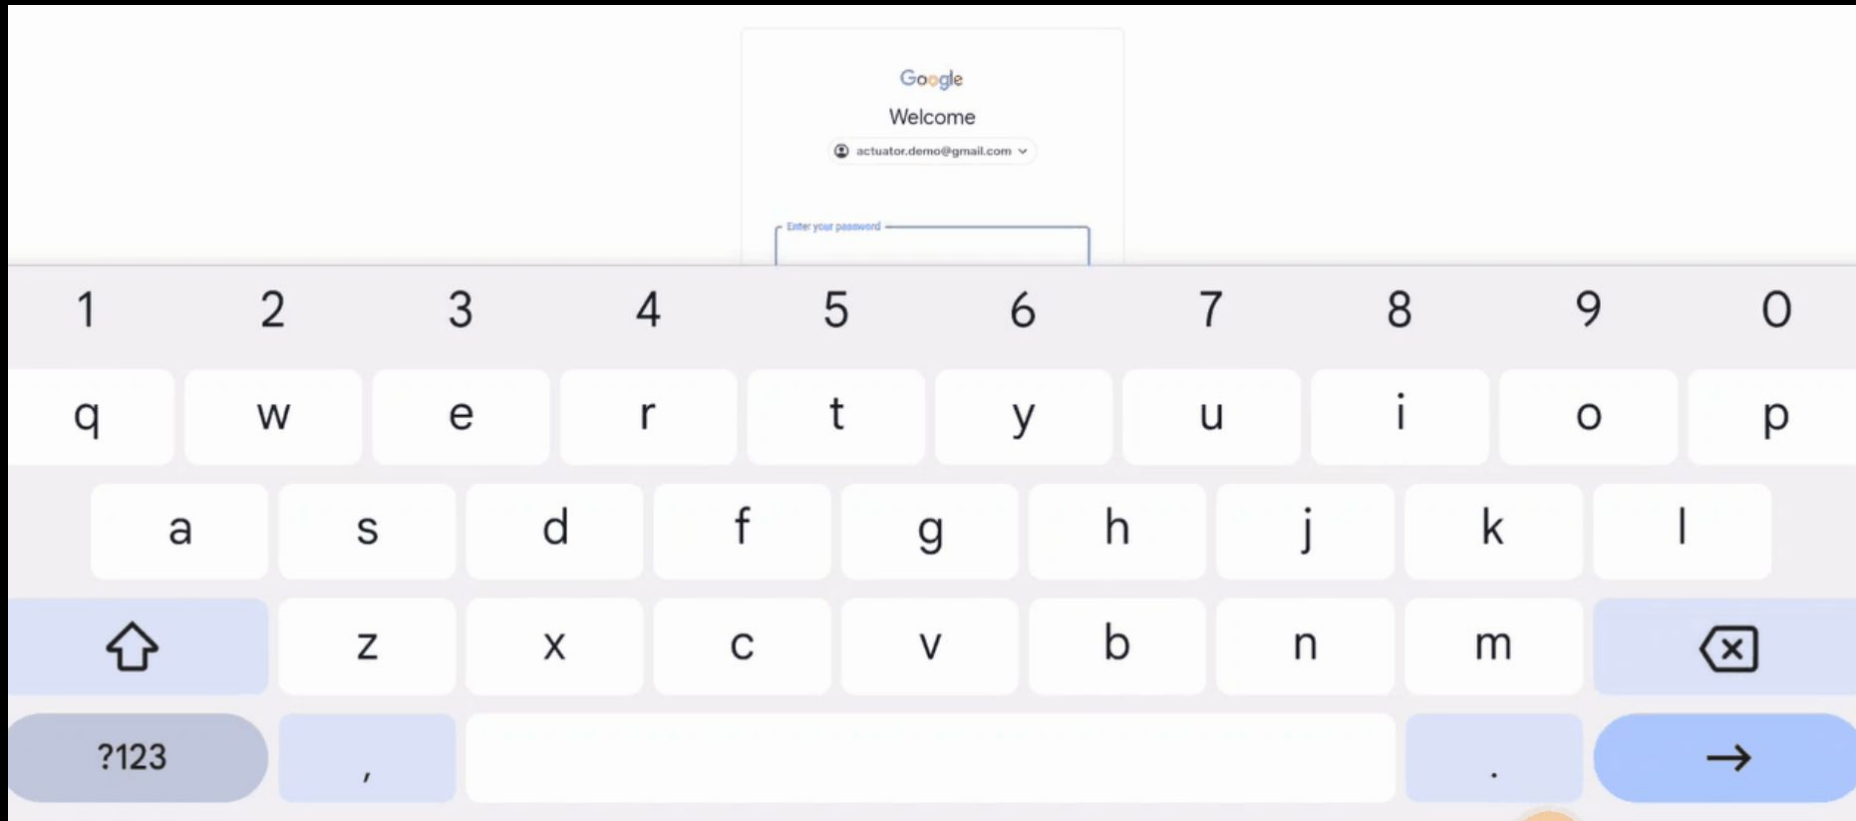 Google
Welcome
actuator.demo@gmail.com
Enter your password
1 2 3 4 5 6 7 8 9 0
q w e r t y u i o p
a s d f g h j k l
z x c v b n m
?123 , .